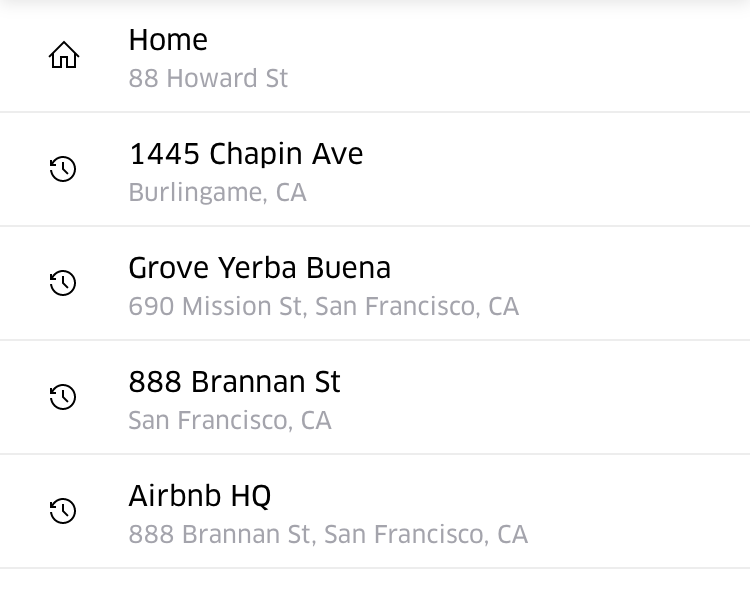 Home
88 Howard St
1445 Chapin Ave
Burlingame, CA
Grove Yerba Buena
690 Mission St, San Francisco, CA
888 Brannan St
San Francisco, CA
Airbnb HQ
888 Brannan St, San Francisco, CA